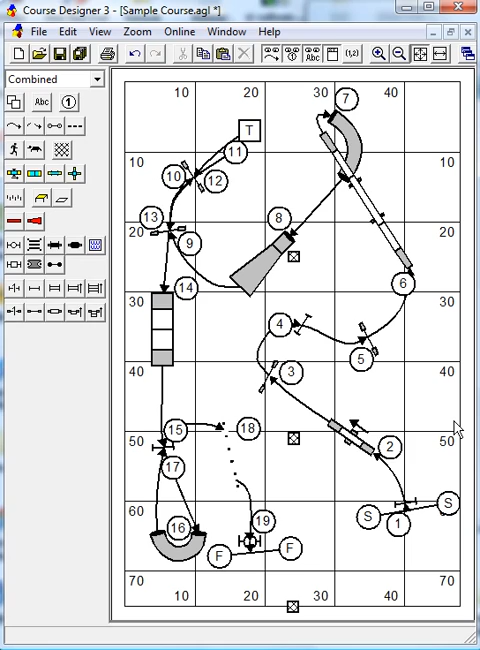 Course Designer 3 - [Sample Course.agl *]
File Edit View Zoom Online Window Help
Abc (1,2)
Combined
Abc 1
10 20 30 40
7
T
11
10 10
10 12
13 8
20 20
9
14 6
30 30
4
5
3
40 40
15 18
50 50
2
17
S
60 60
16 19 S 1
F F
70 70
10 20 30 40